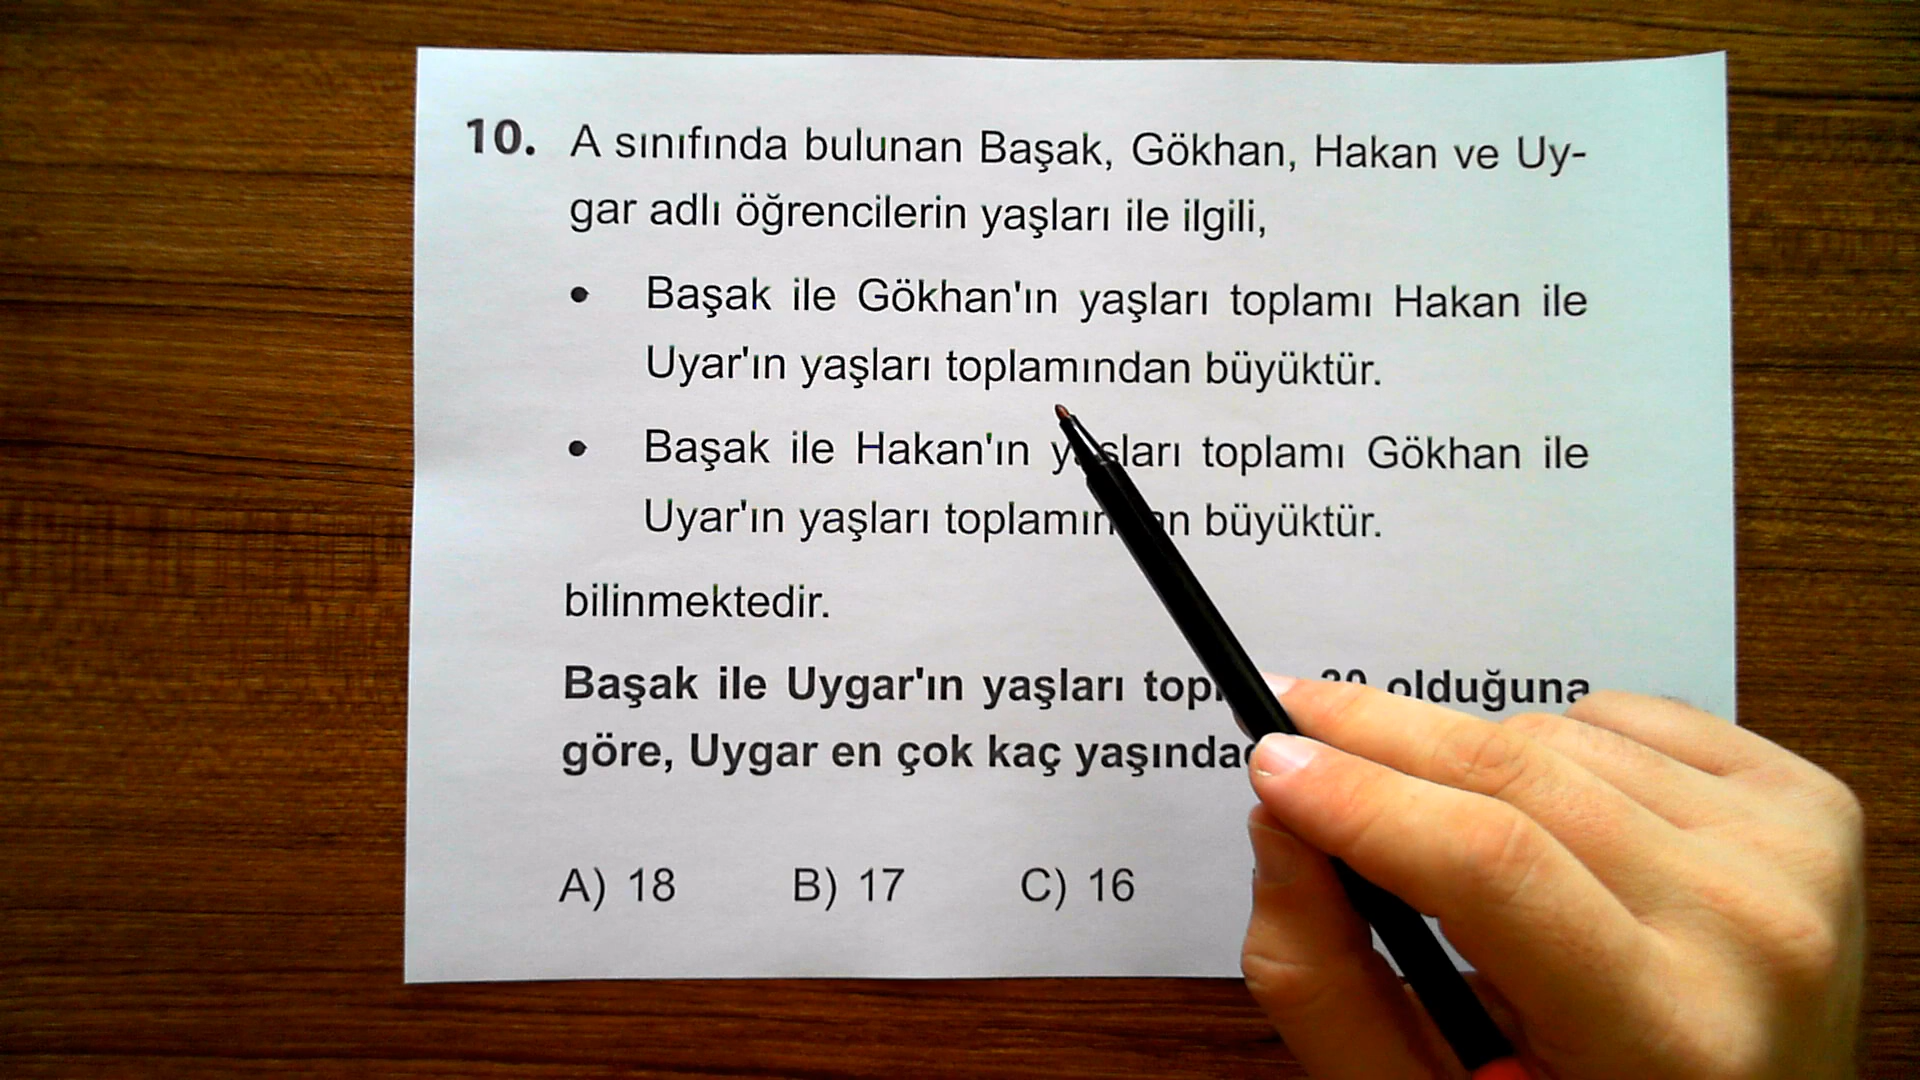 10. A sınıfında bulunan Başak, Gökhan, Hakan ve Uy-
gar adlı öğrencilerin yaşları ile ilgili,
• Başak ile Gökhan'ın yaşları toplamı Hakan ile
Uyar'ın yaşları toplamından büyüktür.
• Başak ile Hakan'ın yaşları toplamı Gökhan ile
Uyar'ın yaşları büyüktür.
bilinmektedir.
Başak ile Uygar'ın yaşları olduğuna
göre, Uygar en çok kaç
A) 18 B) 17 C) 16